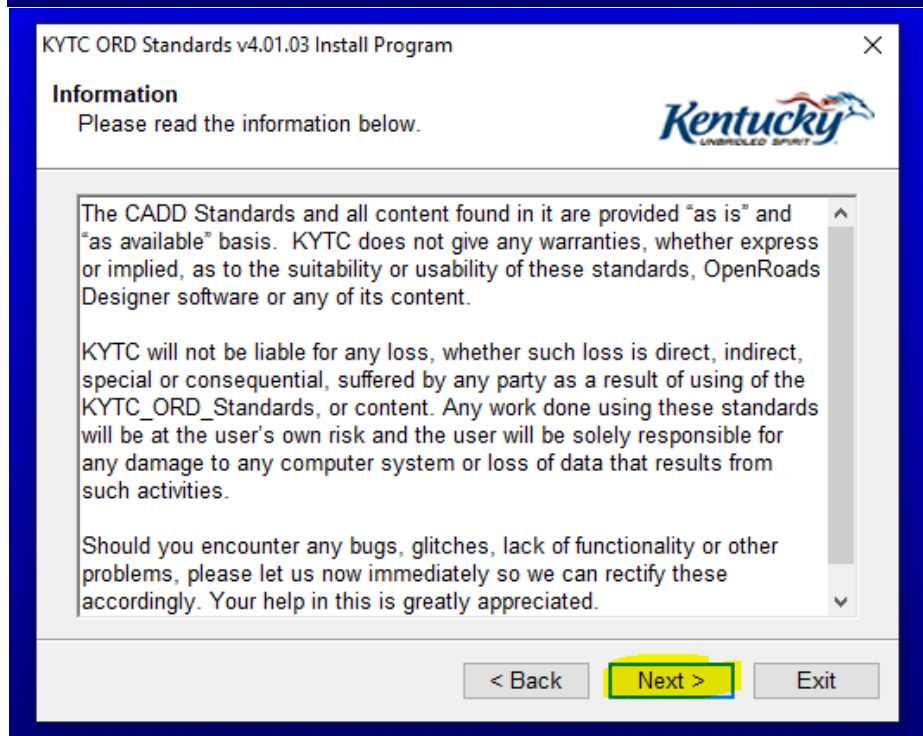 KYTC ORD Standards v4.01.03 Install Program
Information
Please read the information below.
Kentucky
UNBRIDLED SPIRIT
The CADD Standards and all content found in it are provided “as is” and
“as available” basis.  KYTC does not give any warranties, whether express
or implied, as to the suitability or usability of these standards, OpenRoads
Designer software or any of its content.
KYTC will not be liable for any loss, whether such loss is direct, indirect,
special or consequential, suffered by any party as a result of using of the
KYTC_ORD_Standards, or content. Any work done using these standards
will be at the user’s own risk and the user will be solely responsible for
any damage to any computer system or loss of data that results from
such activities.
Should you encounter any bugs, glitches, lack of functionality or other
problems, please let us now immediately so we can rectify these
accordingly. Your help in this is greatly appreciated.
< Back Next > Exit